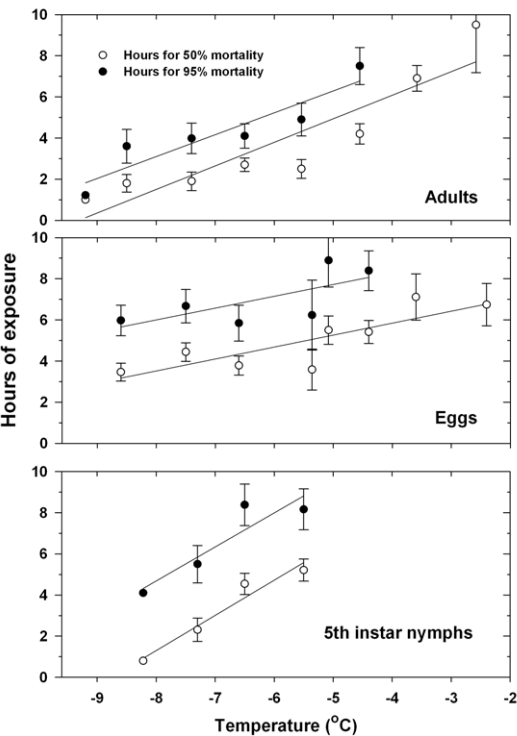 10
8
6
4
2
0
Hours for 50% mortality
Hours for 95% mortality
Adults
10
8
6
4
2
0
Eggs
Hours of exposure
10
8
6
4
2
0
5th instar nymphs
-9 -8 -7 -6 -5 -4 -3 -2
Temperature (°C)